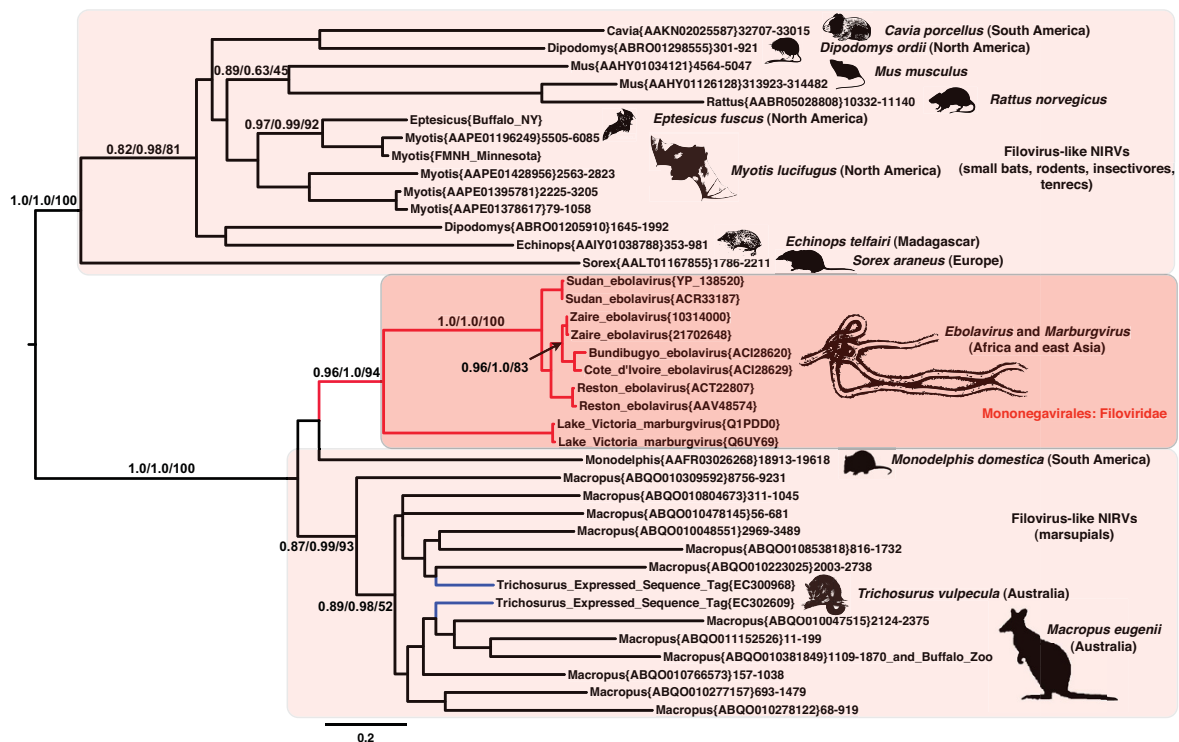 Cavia{AAKN02025587}32707-33015
Cavia porcellus (South America)
Dipodomys{ABRO01298555}301-921
Dipodomys ordii (North America)
0.89/0.63/45
Mus{AAHY01034121}4564-5047
Mus musculus
Mus{AAHY01126128}313923-314482
Rattus{AABR05028808}10332-11140
Rattus norvegicus
0.97/0.99/92
Eptesicus{Buffalo_NY}
Eptesicus fuscus (North America)
Myotis{AAPE01196249}5505-6085
0.82/0.98/81
Myotis{FMNH_Minnesota}
Filovirus-like NIRVs
(small bats, rodents, insectivores,
tenrecs)
Myotis{AAPE01428956}2563-2823
Myotis lucifugus (North America)
Myotis{AAPE01395781}2225-3205
1.0/1.0/100
Myotis{AAPE01378617}79-1058
Dipodomys{ABRO01205910}1645-1992
Echinops{AAIY01038788}353-981
Echinops telfairi (Madagascar)
Sorex{AALT01167855}1786-2211
Sorex araneus (Europe)
Sudan_ebolavirus{YP_138520}
Sudan_ebolavirus{ACR33187}
1.0/1.0/100
Zaire_ebolavirus{10314000}
Zaire_ebolavirus{21702648}
Ebolavirus and Marburgvirus
(Africa and east Asia)
Bundibugyo_ebolavirus{ACI28620}
0.96/1.0/83
Cote_d'Ivoire_ebolavirus{ACI28629}
0.96/1.0/94
Reston_ebolavirus{ACT22807}
Reston_ebolavirus{AAV48574}
Mononegavirales: Filoviridae
Lake_Victoria_marburgvirus{Q1PDD0}
Lake_Victoria_marburgvirus{Q6UY69}
Monodelphis{AAFR03026268}18913-19618
Monodelphis domestica (South America)
1.0/1.0/100
Macropus{ABQO010309592}8756-9231
Macropus{ABQO010804673}311-1045
Macropus{ABQO010478145}56-681
Filovirus-like NIRVs
(marsupials)
Macropus{ABQO010048551}2969-3489
0.87/0.99/93
Macropus{ABQO010853818}816-1732
Macropus{ABQO010223025}2003-2738
Trichosurus_Expressed_Sequence_Tag{EC300968}
Trichosurus vulpecula (Australia)
0.89/0.98/52
Trichosurus_Expressed_Sequence_Tag{EC302609}
Macropus{ABQO010047515}2124-2375
Macropus eugenii
(Australia)
Macropus{ABQO011152526}11-199
Macropus{ABQO010381849}1109-1870_and_Buffalo_Zoo
Macropus{ABQO010766573}157-1038
Macropus{ABQO010277157}693-1479
Macropus{ABQO010278122}68-919
0.2